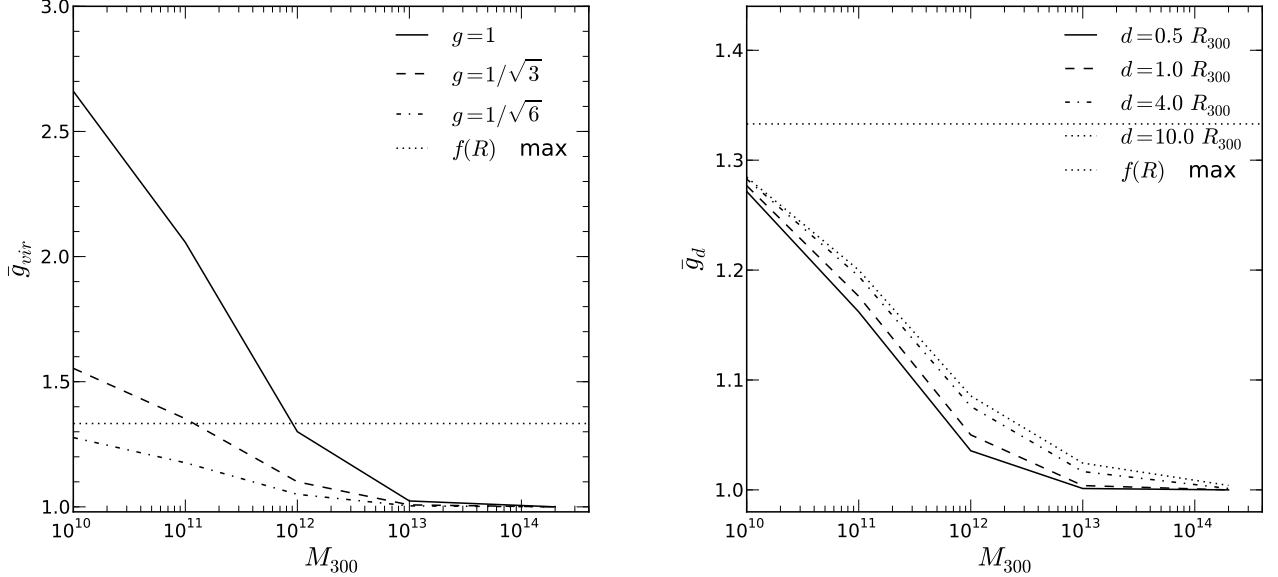 3.0
2.5
2.0
1.5
1.0
ḡ_vir
10^10
10^11
10^12
10^13
10^14
M_300
g=1
g=1/√3
g=1/√6
f(R) max
1.4
1.3
1.2
1.1
1.0
ḡ_d
10^10
10^11
10^12
10^13
10^14
M_300
d=0.5 R_300
d=1.0 R_300
d=4.0 R_300
d=10.0 R_300
f(R) max